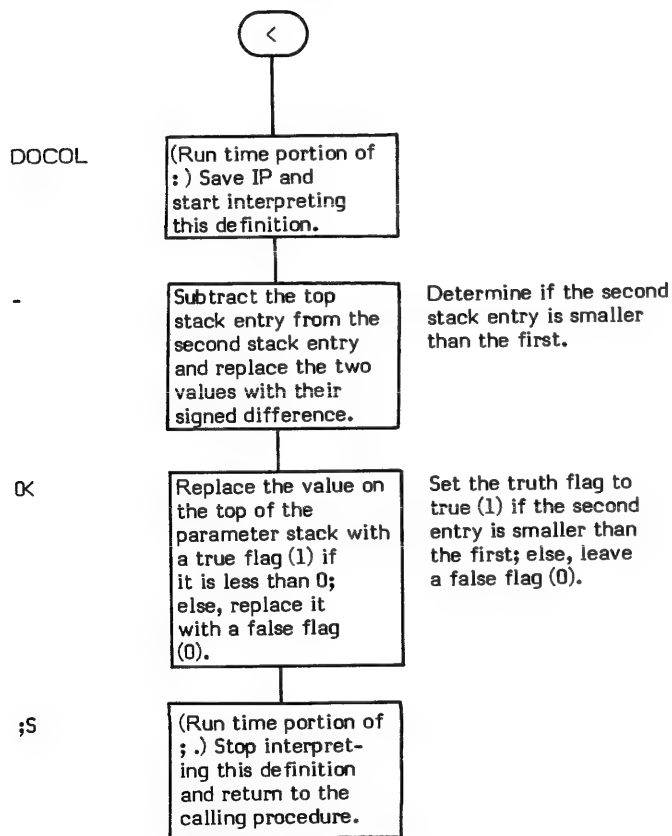 <
DOCOL
(Run time portion of
: ) Save IP and
start interpreting
this definition.
-
Subtract the top
stack entry from the
second stack entry
and replace the two
values with their
signed difference.
Determine if the second
stack entry is smaller
than the first.
0<
Replace the value on
the top of the
parameter stack with
a true flag (1) if
it is less than 0;
else, replace it
with a false flag
(0).
Set the truth flag to
true (1) if the second
entry is smaller than
the first; else, leave
a false flag (0).
;S
(Run time portion of
; .) Stop interpret-
ing this definition
and return to the
calling procedure.